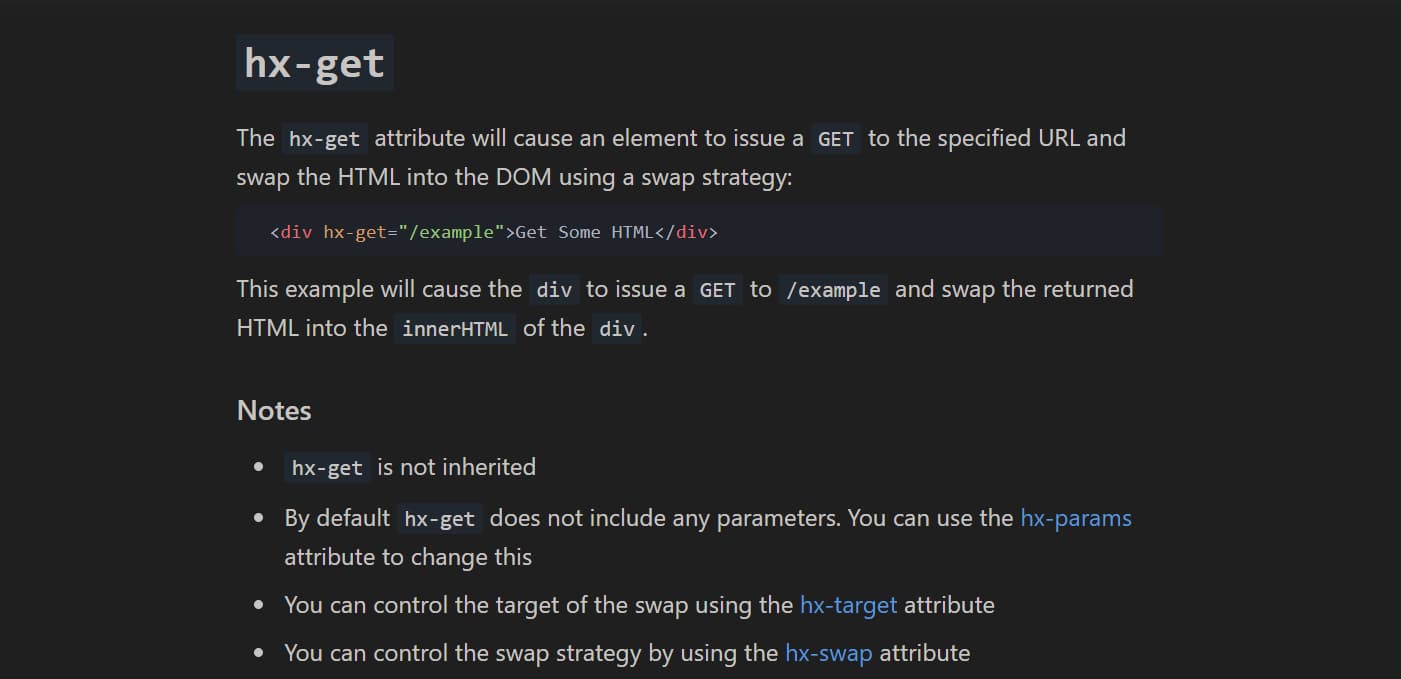 hx-get
The hx-get attribute will cause an element to issue a GET to the specified URL and
swap the HTML into the DOM using a swap strategy:
<div hx-get="/example">Get Some HTML</div>
This example will cause the div to issue a GET to /example and swap the returned
HTML into the innerHTML of the div.
Notes
• hx-get is not inherited
• By default hx-get does not include any parameters. You can use the hx-params
attribute to change this
• You can control the target of the swap using the hx-target attribute
• You can control the swap strategy by using the hx-swap attribute